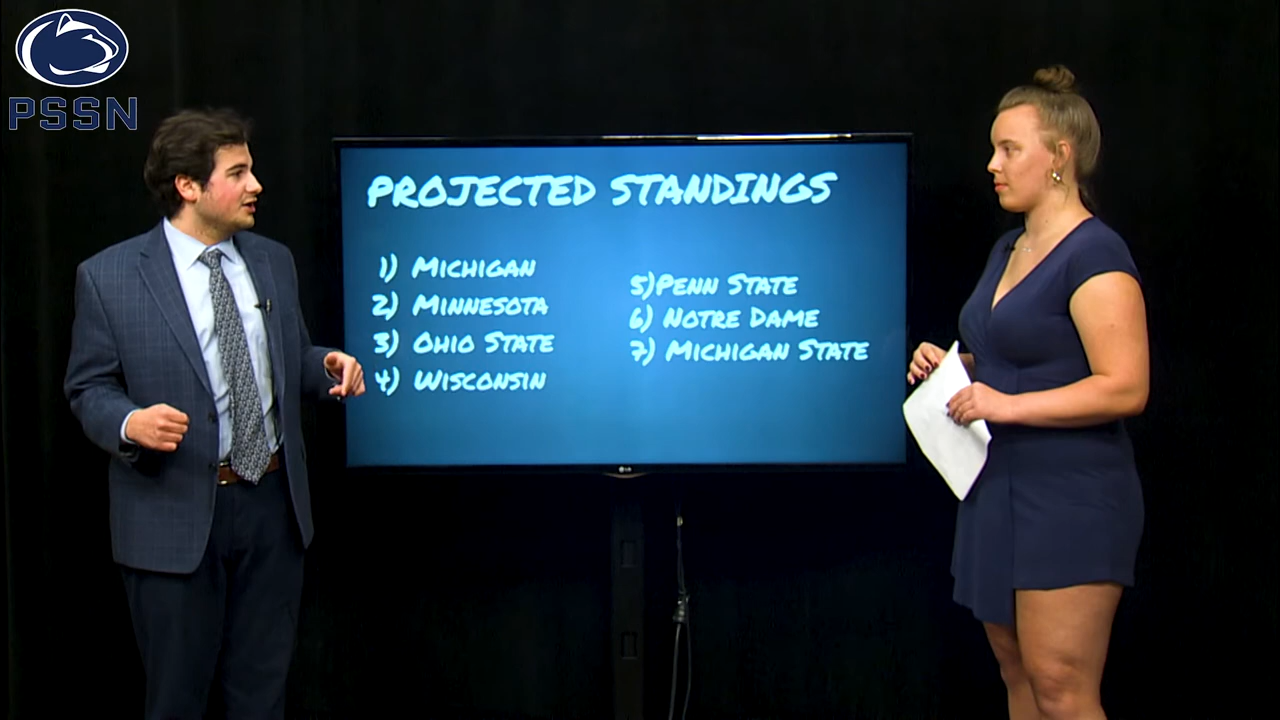 PSSN
PROJECTED STANDINGS
1) MICHIGAN
2) MINNESOTA
3) OHIO STATE
4) WISCONSIN
5)PENN STATE
6) NOTRE DAME
7) MICHIGAN STATE
LG